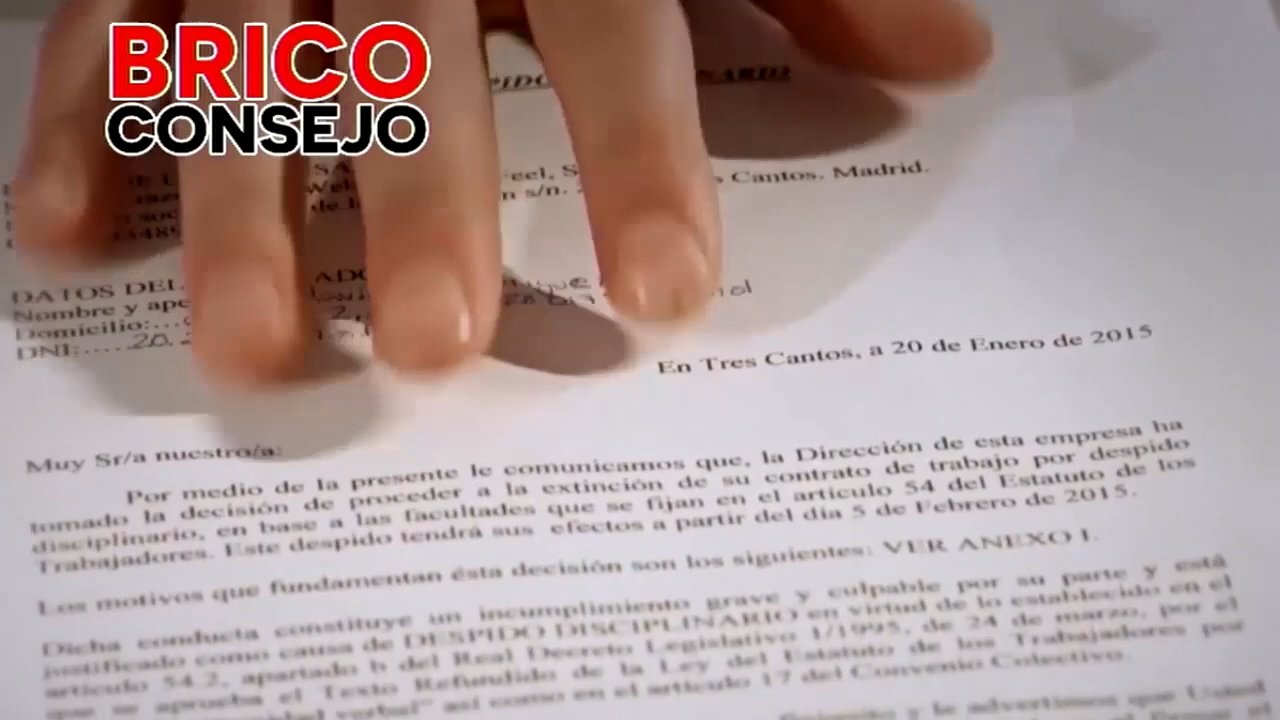 BRICO
CONSEJO
Cantos. Madrid.
s/n.
DATOS DEL
Nombre y ape
Domicilio:...
DNI:.....20.
En Tres Cantos, a 20 de Enero de 2015
Muy Sr/a nuestro/a:
Por medio de la presente le comunicamos que, la Dirección de esta empresa ha
tomado la decisión de proceder a la extinción de su contrato de trabajo por despido
disciplinario, en base a las facultades que se fijan en el artículo 54 del Estatuto de los
Trabajadores. Este despido tendrá sus efectos a partir del día 5 de Febrero de 2015.
Los motivos que fundamentan ésta decisión son los siguientes: VER ANEXO I.
Dicha conducta constituye un incumplimiento grave y culpable por su parte y está
justificado como causa de DESPIDO DISCIPLINARIO en virtud de lo establecido en el
artículo 54.2, apartado h del Real Decreto Legislativo 1/1995, de 24 de marzo, por el
que se aprueba el Texto Refundido de la Ley del Estatuto de los Trabajadores por
verbal" así como en el artículo 17 del Convenio Colectivo.
y le advertimos que Usted